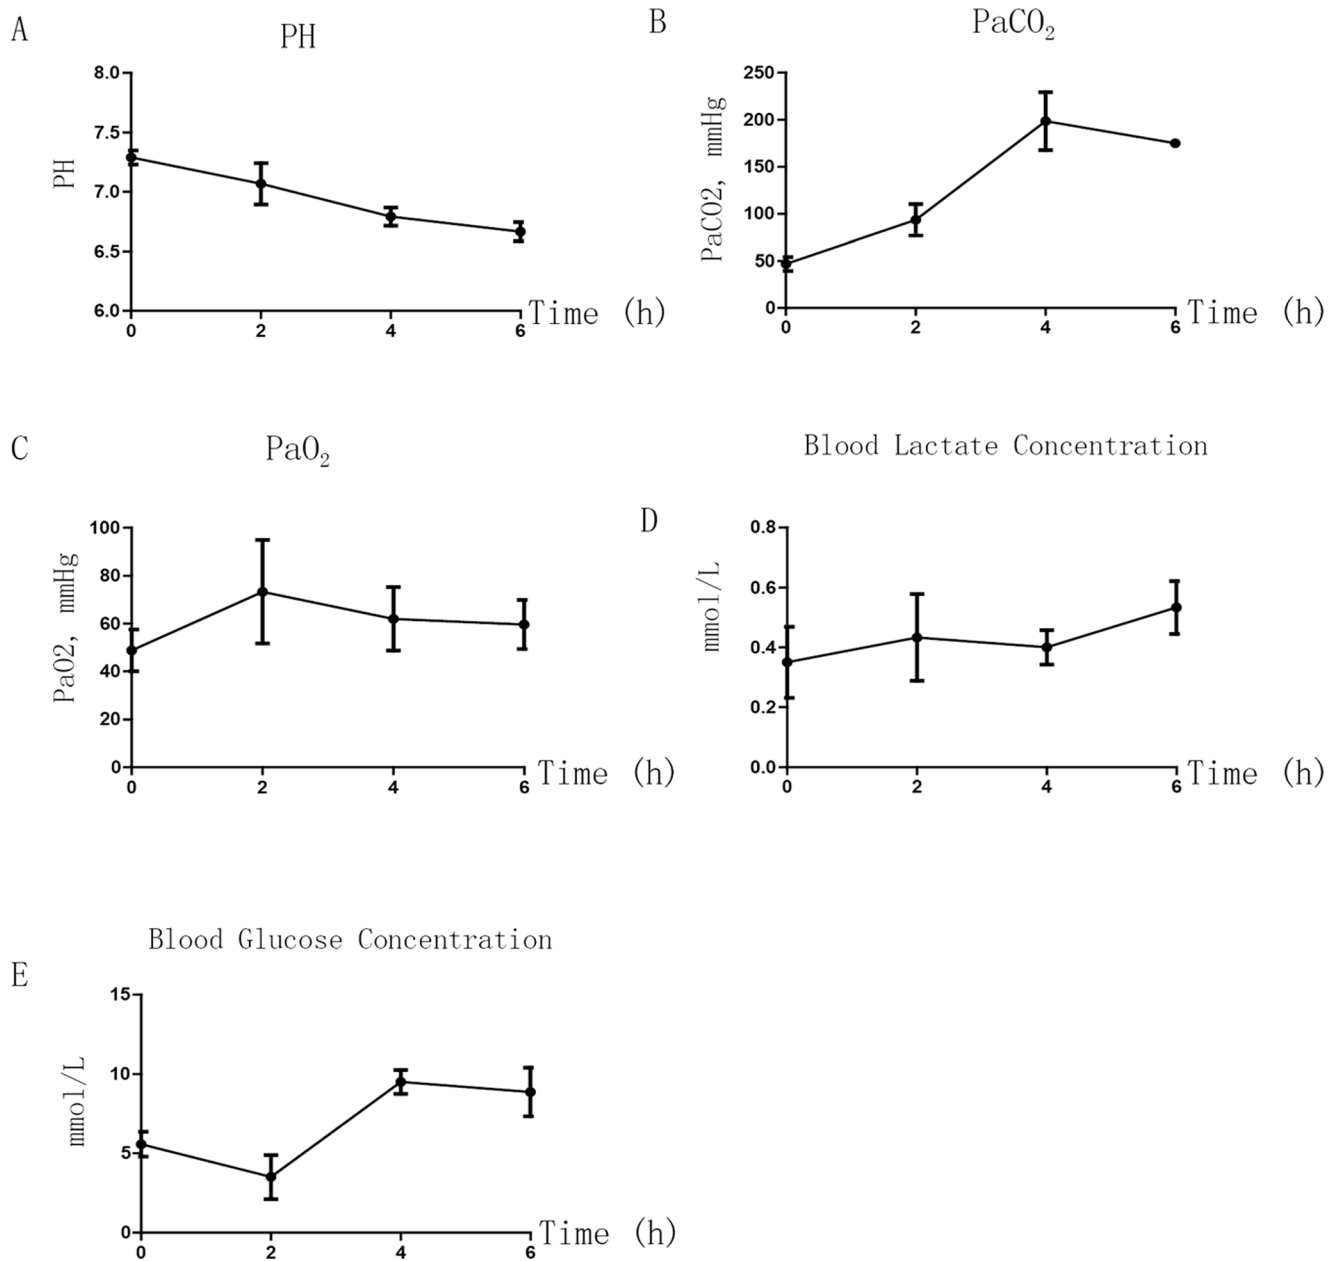 A
PH
8.0
7.5
7.0
6.5
6.0
PH
0 2 4 6
Time (h)
B
PaCO₂
250
200
150
100
50
0
PaCO2, mmHg
0 2 4 6
Time (h)
C
PaO₂
100
80
60
40
20
0
PaO2, mmHg
0 2 4 6
Time (h)
D
Blood Lactate Concentration
0.8
0.6
0.4
0.2
0.0
mmol/L
0 2 4 6
Time (h)
E
Blood Glucose Concentration
15
10
5
0
mmol/L
0 2 4 6
Time (h)